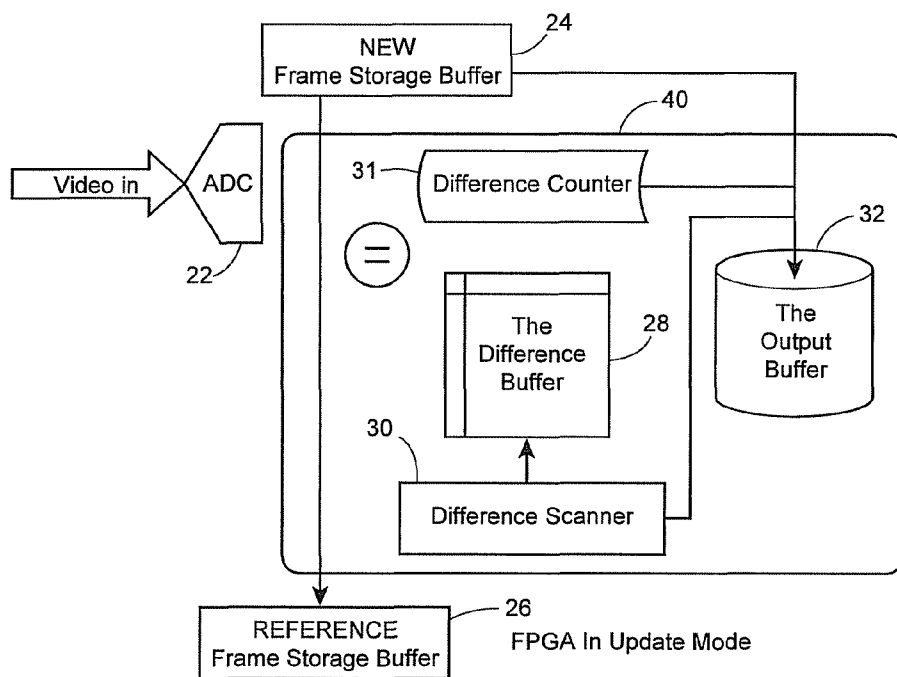 24
NEW
Frame Storage Buffer
40
Video in
ADC
22
31
Difference Counter
=
32
The
Output
Buffer
The
Difference
Buffer
28
30
Difference Scanner
REFERENCE
Frame Storage Buffer
26
FPGA In Update Mode